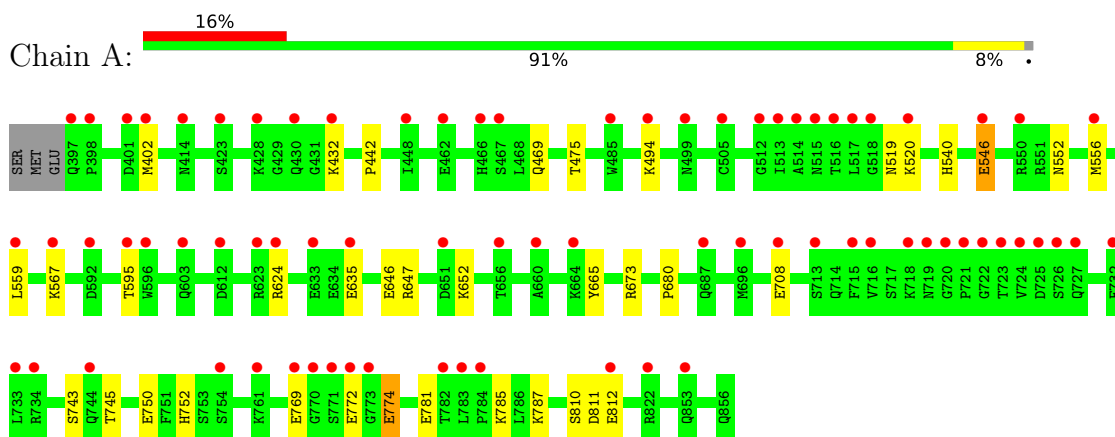 16%
Chain A:
91%
8%
•
SER MET GLU Q397 P398 D401 M402 N414 S423 K428 G429 Q430 G431 K432 P442 I448 E462 H466 S467 L468 Q469 T475 W485 K494 N499 C505 G512 I513 A514 N515 T516 L517 G518 N519 K520 H540 E546 R550 R551 N552 M556
L559 K567 D592 T595 W596 Q603 D612 R623 R624 E633 E634 E635 E646 R647 D651 K652 T656 A660 K664 Y665 R673 P680 Q687 M696 E708 S713 Q714 F715 V716 S717 K718 N719 G720 P721 G722 T723 V724 D725 S726 Q727
L733 R734 S743 Q744 T745 E750 F751 H752 S753 S754 K761 E769 G770 S771 E772 G773 E774 E781 T782 L783 P784 K785 L786 K787 S810 D811 E812 R822 Q853 Q856